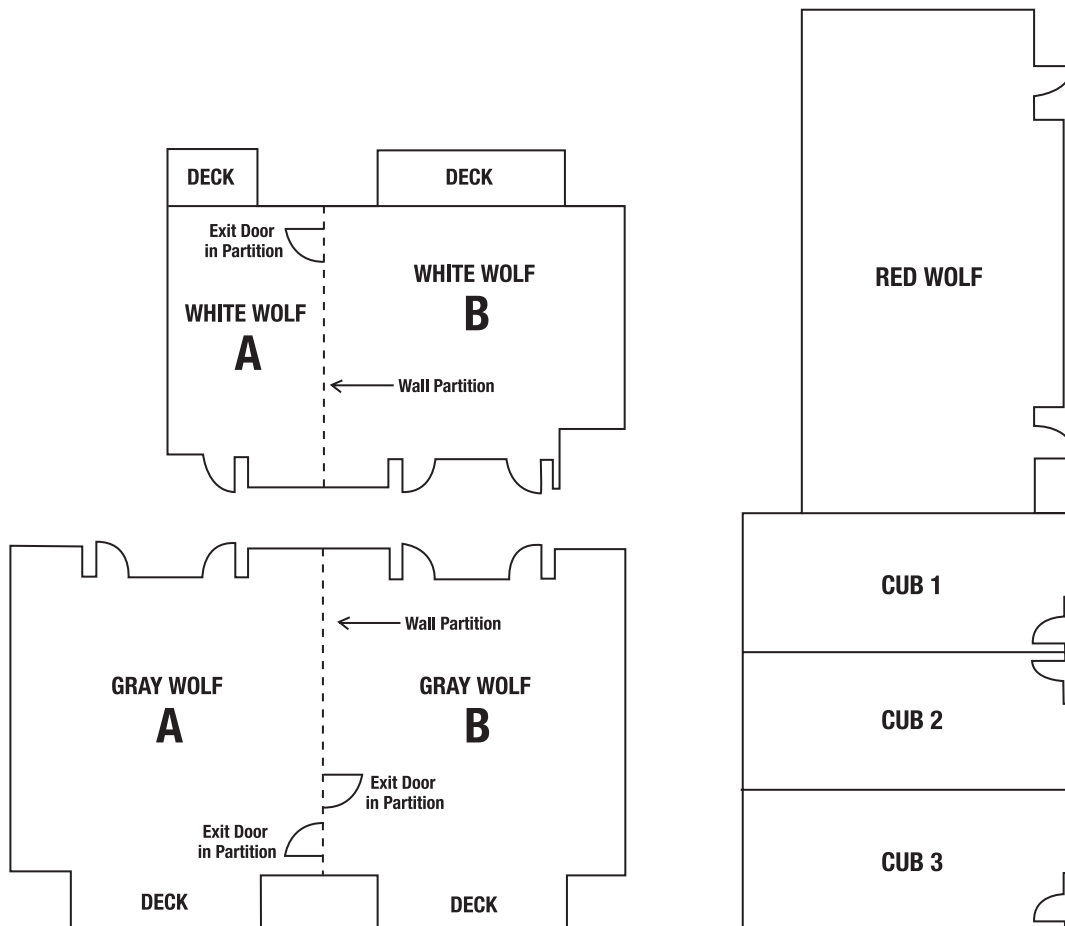 DECK
DECK
Exit Door
in Partition
WHITE WOLF
A
WHITE WOLF
B
Wall Partition
RED WOLF
Wall Partition
GRAY WOLF
A
GRAY WOLF
B
Exit Door
in Partition
Exit Door
in Partition
DECK
DECK
CUB 1
CUB 2
CUB 3